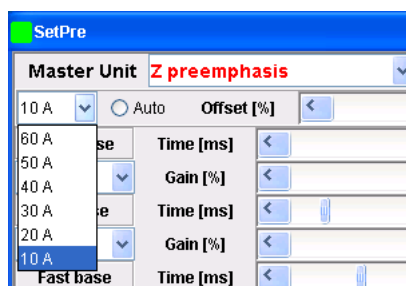 SetPre
Master Unit Z preemphasis
10 A Auto Offset [%]
60 A
50 A
40 A
30 A
20 A
10 A
se Time [ms]
Gain [%]
e Time [ms]
Gain [%]
Fast base Time [ms]